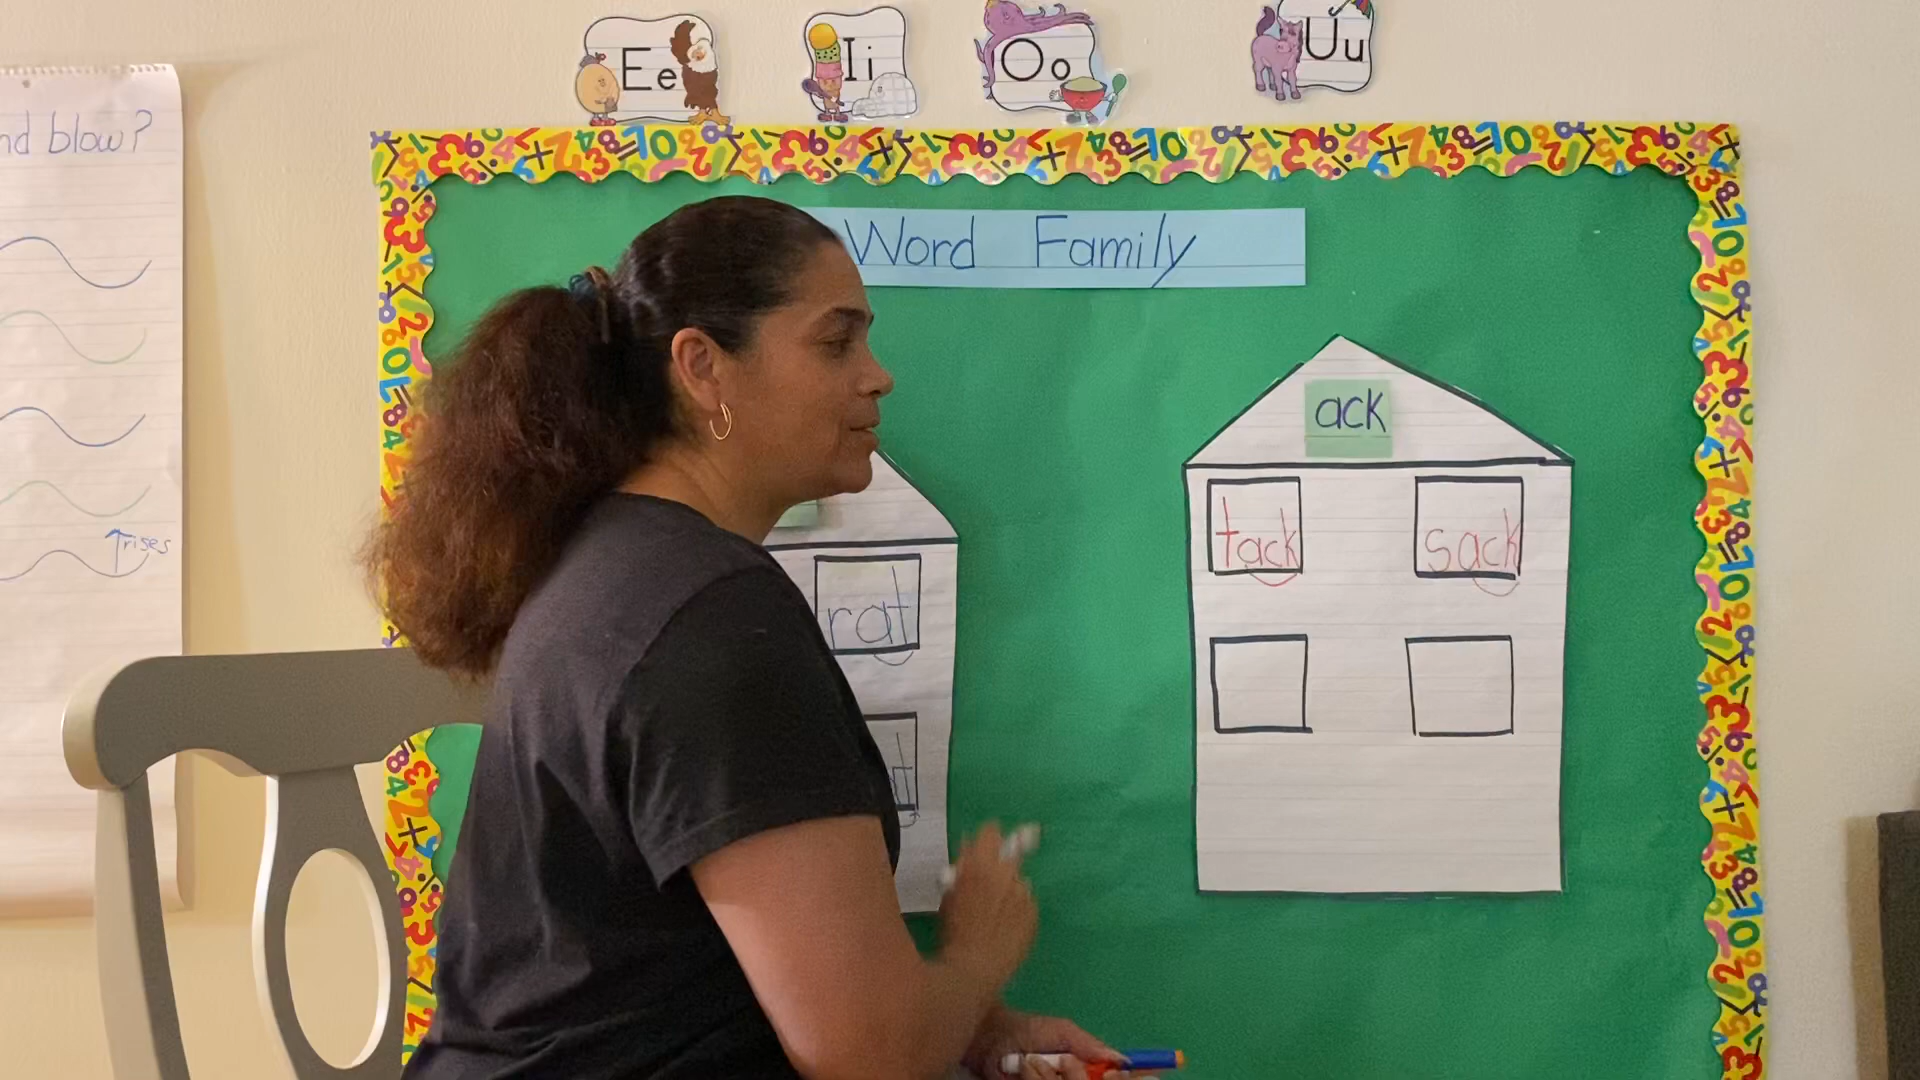 Ee
Ii
Oo
Uu
nd blow?
rises
Word Family
ack
tack
sack
rat